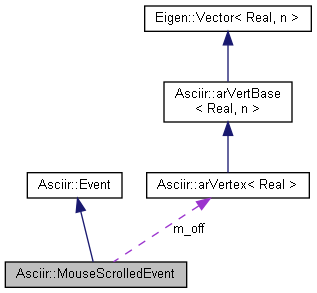 Eigen::Vector< Real, n >
Asciir::arVertBase
< Real, n >
Asciir::Event
Asciir::arVertex< Real >
m_off
Asciir::MouseScrolledEvent